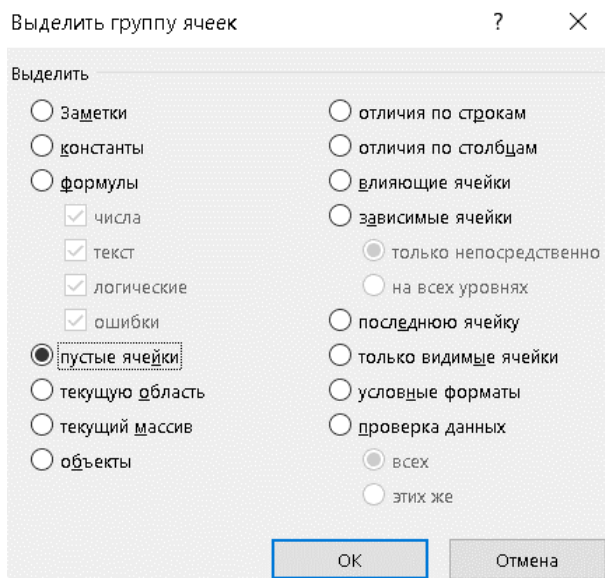 Выделить группу ячеек ?
Выделить
Заметки
константы
формулы
числа
текст
логические
ошибки
пустые ячейки
текущую область
текущий массив
объекты
отличия по строкам
отличия по столбцам
влияющие ячейки
зависимые ячейки
только непосредственно
на всех уровнях
последнюю ячейку
только видимые ячейки
условные форматы
проверка данных
всех
этих же
ОК
Отмена